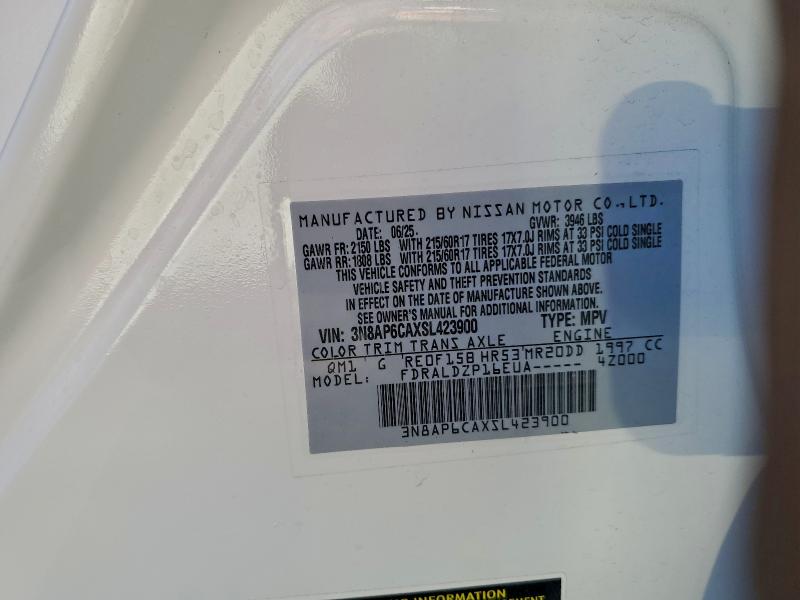 MANUFACTURED BY NISSAN MOTOR CO.,LTD.
DATE: 06/25 GVWR: 3946 LBS
GAWR FR: 2150 LBS WITH 215/60R17 TIRES 17X7.0J RIMS AT 33 PSI COLD SINGLE
GAWR RR: 1808 LBS WITH 215/60R17 TIRES 17X7.0J RIMS AT 33 PSI COLD SINGLE
THIS VEHICLE CONFORMS TO ALL APPLICABLE FEDERAL MOTOR
VEHICLE SAFETY AND THEFT PREVENTION STANDARDS
IN EFFECT ON THE DATE OF MANUFACTURE SHOWN ABOVE.
SEE OWNER'S MANUAL FOR ADDITIONAL INFORMATION.
VIN: 3N8AP6CAXSL423900 TYPE: MPV
COLOR TRIM TRANS AXLE ENGINE
QM1 G RE0F15B HR53 MR20DD 1997 CC
MODEL: FDRALDZP16EUA----- 4Z000
3N8AP6CAXSL423900
INFORMATION